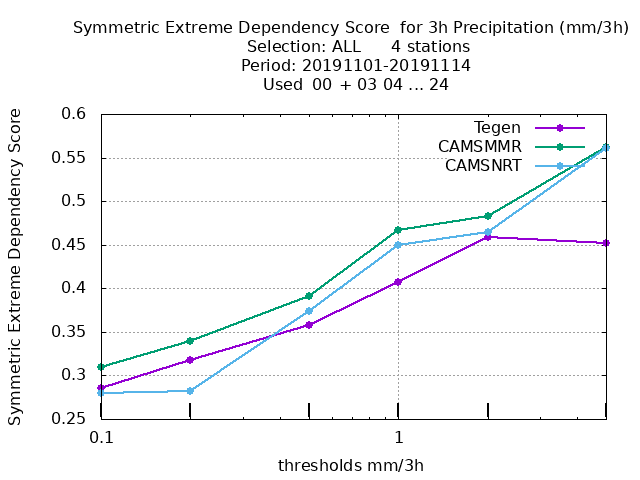 Symmetric Extreme Dependency Score  for 3h Precipitation (mm/3h)
Selection: ALL      4 stations
Period: 20191101-20191114
Used  00 + 03 04 ... 24
Symmetric Extreme Dependency Score
0.6
0.55
0.5
0.45
0.4
0.35
0.3
0.25
Tegen
CAMSMMR
CAMSNRT
0.1
1
thresholds mm/3h